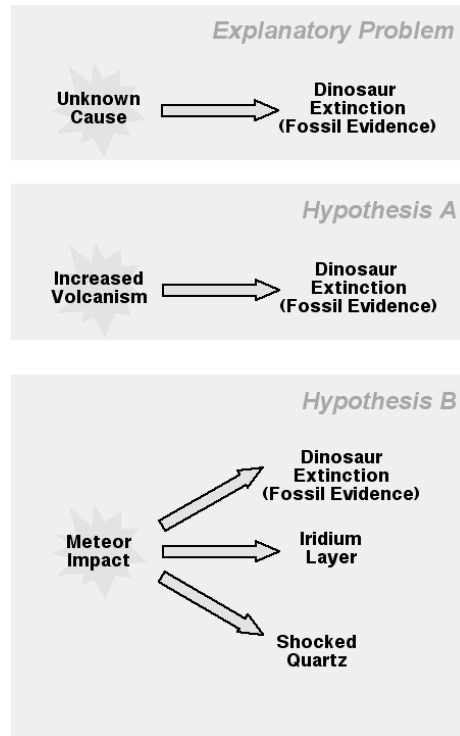 Explanatory Problem
Unknown
Cause
Dinosaur
Extinction
(Fossil Evidence)
Hypothesis A
Increased
Volcanism
Dinosaur
Extinction
(Fossil Evidence)
Hypothesis B
Dinosaur
Extinction
(Fossil Evidence)
Meteor
Impact
Iridium
Layer
Shocked
Quartz